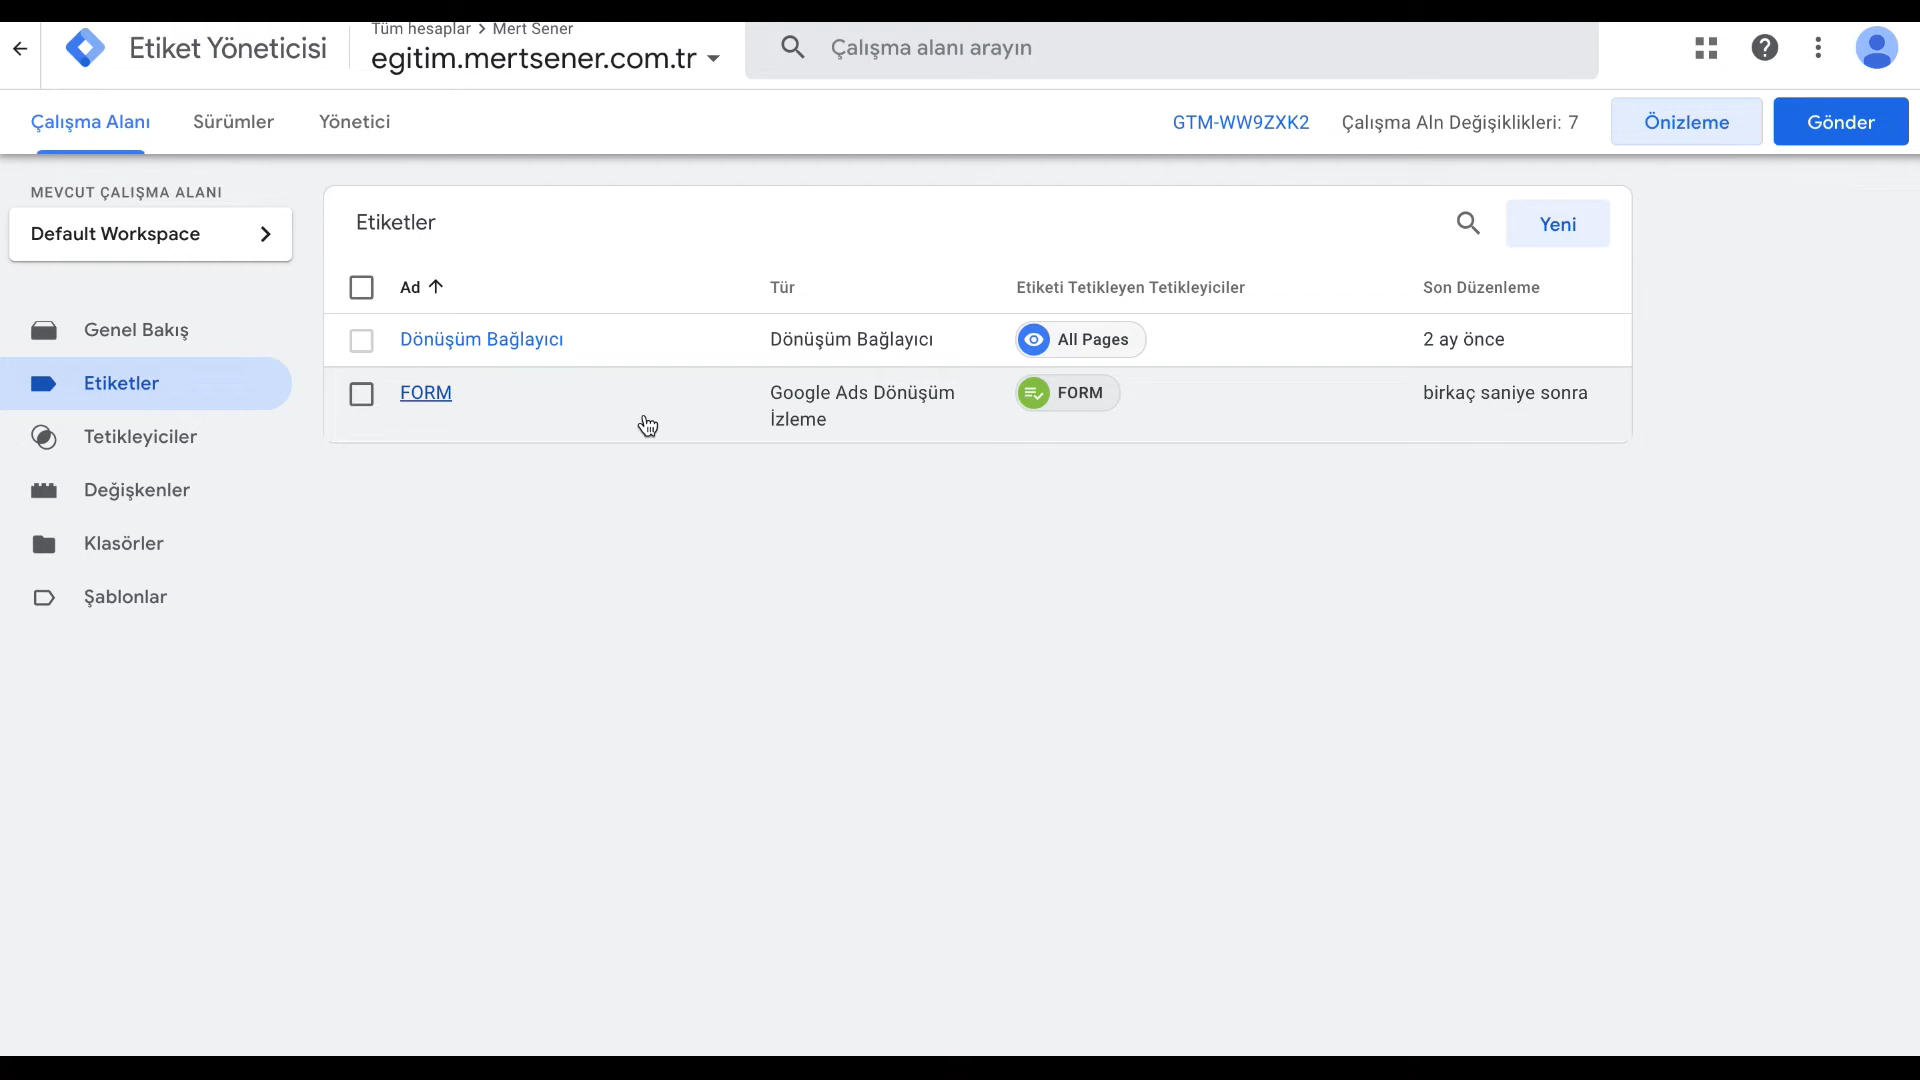 Tüm hesaplar > Mert Sener
Etiket Yöneticisi
egitim.mertsener.com.tr
Çalışma alanı arayın
Çalışma Alanı
Sürümler
Yönetici
GTM-WW9ZXK2
Çalışma Aln Değişiklikleri: 7
Önizleme
Gönder
MEVCUT ÇALIŞMA ALANI
Default Workspace
Genel Bakış
Etiketler
Tetikleyiciler
Değişkenler
Klasörler
Şablonlar
Etiketler
Yeni
Ad
Tür
Etiketi Tetikleyen Tetikleyiciler
Son Düzenleme
Dönüşüm Bağlayıcı
Dönüşüm Bağlayıcı
All Pages
2 ay önce
FORM
Google Ads Dönüşüm
İzleme
FORM
birkaç saniye sonra